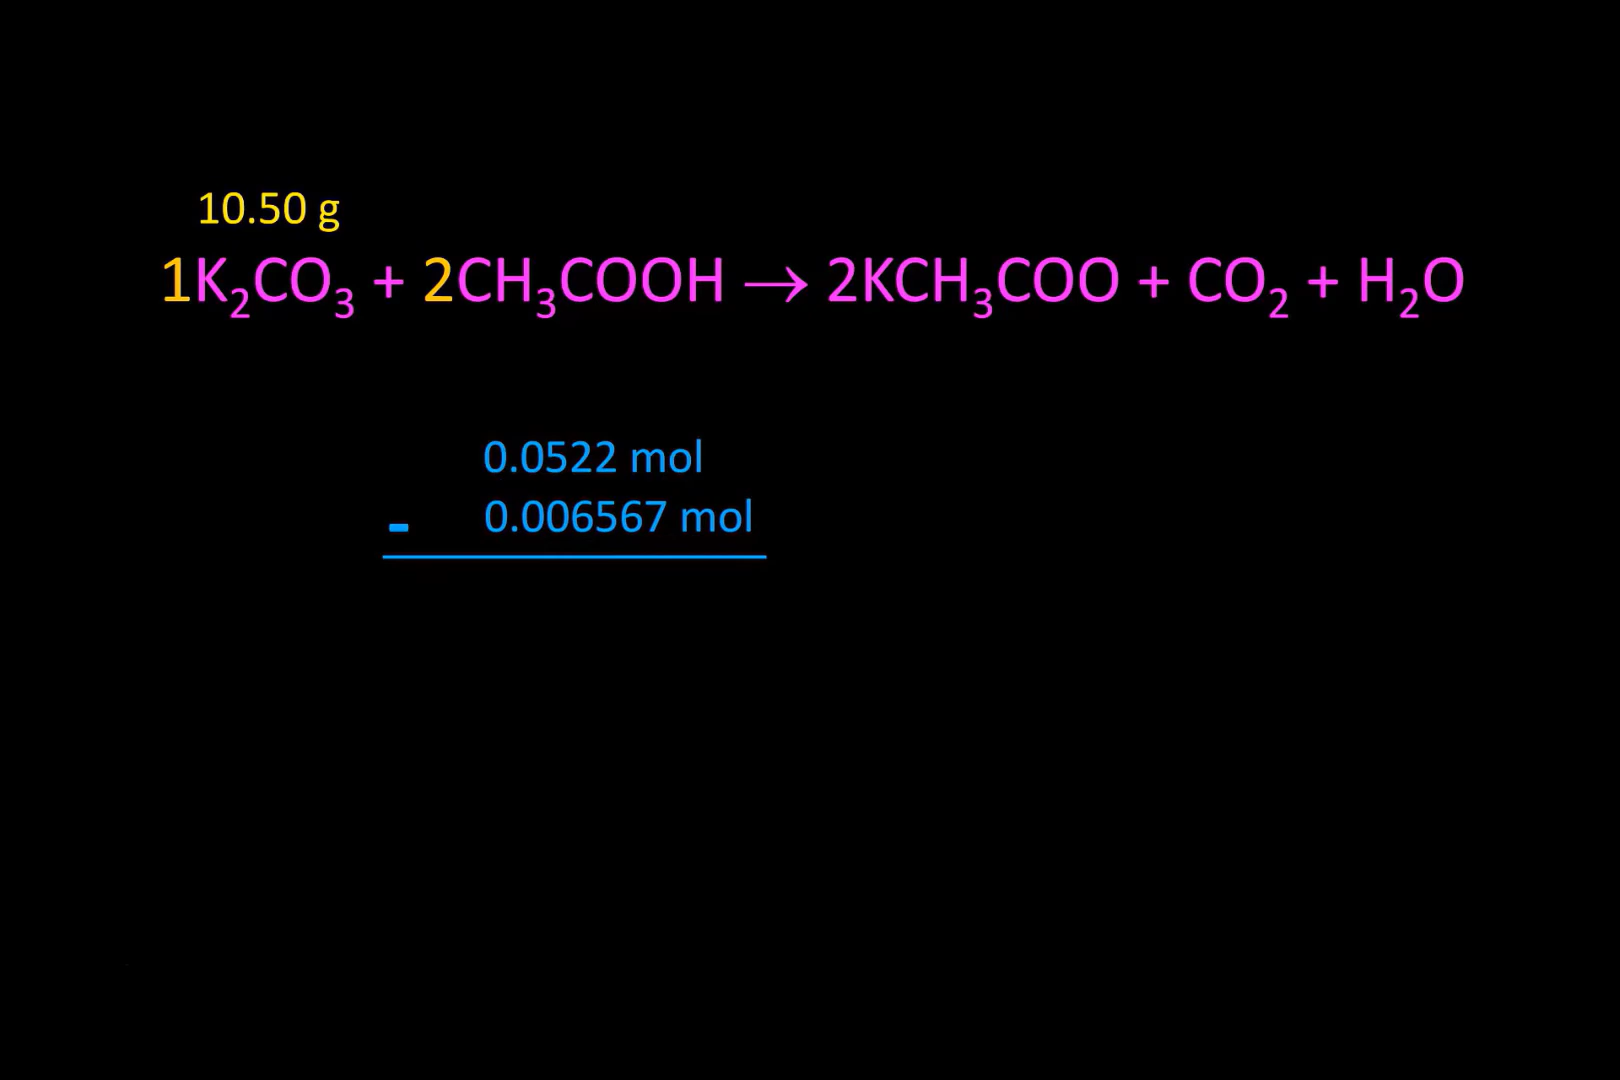 10.50 g
1K₂CO₃ + 2CH₃COOH → 2KCH₃COO + CO₂ + H₂O
0.0522 mol
- 0.006567 mol